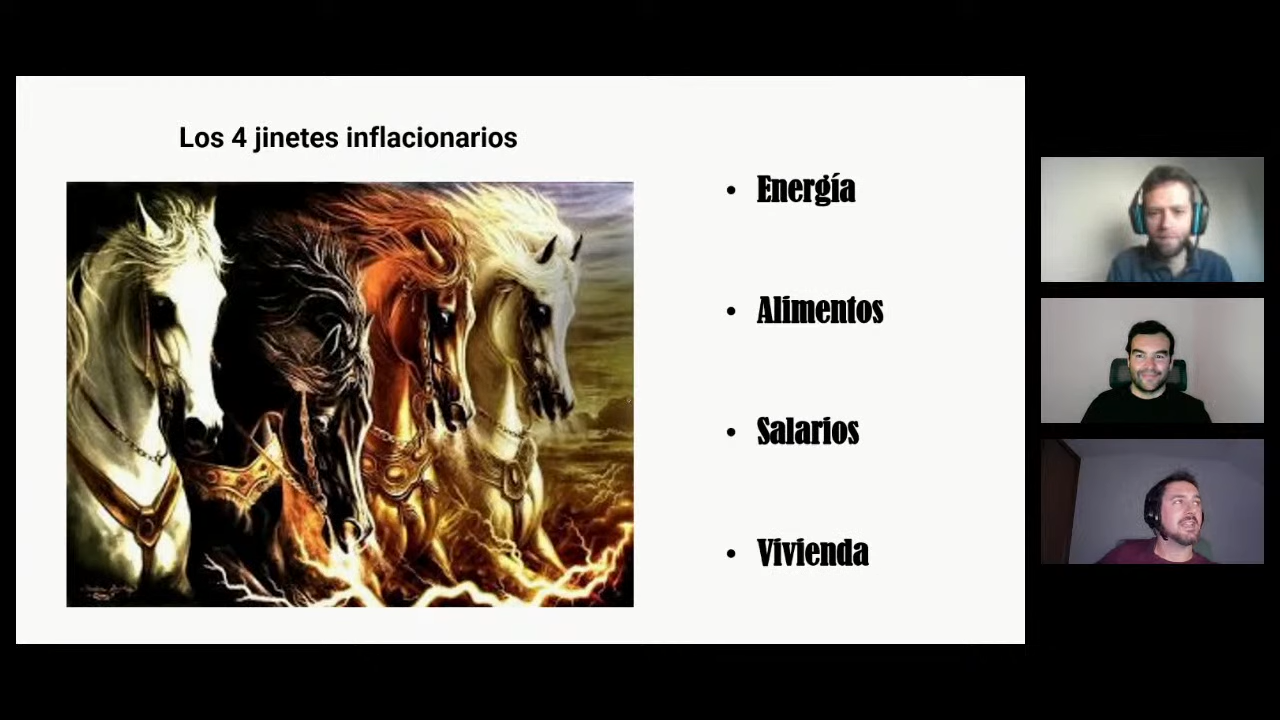 Los 4 jinetes inflacionarios
• Energía
• Alimentos
• Salarios
• Vivienda